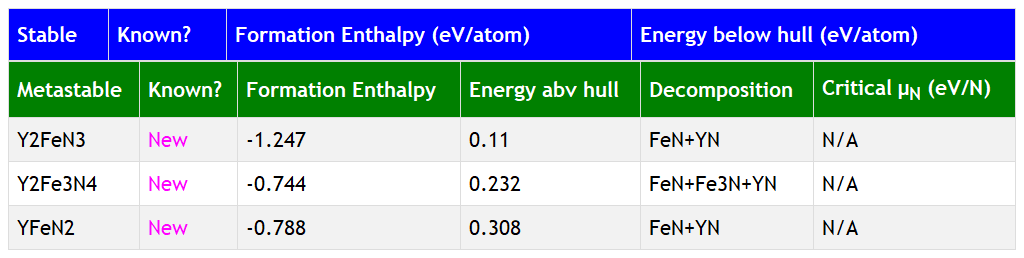 Stable Known? Formation Enthalpy (eV/atom) Energy below hull (eV/atom)
Metastable Known? Formation Enthalpy Energy abv hull Decomposition Critical μN (eV/N)
Y2FeN3 New -1.247 0.11 FeN+YN N/A
Y2Fe3N4 New -0.744 0.232 FeN+Fe3N+YN N/A
YFeN2 New -0.788 0.308 FeN+YN N/A